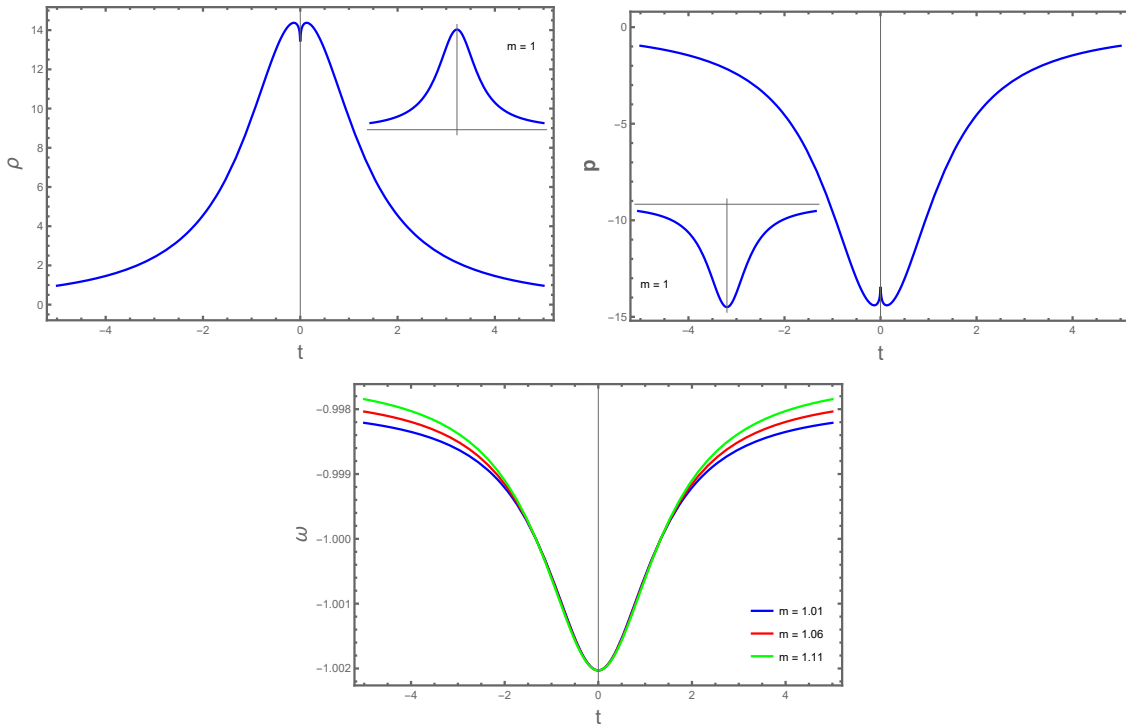 14
12
10
8
6
4
2
0
ρ
m = 1
−4 −2 0 2 4
t
0
−5
−10
−15
p
m = 1
−4 −2 0 2 4
t
−0.998
−0.999
−1.000
−1.001
−1.002
ω
m = 1.01
m = 1.06
m = 1.11
−4 −2 0 2 4
t